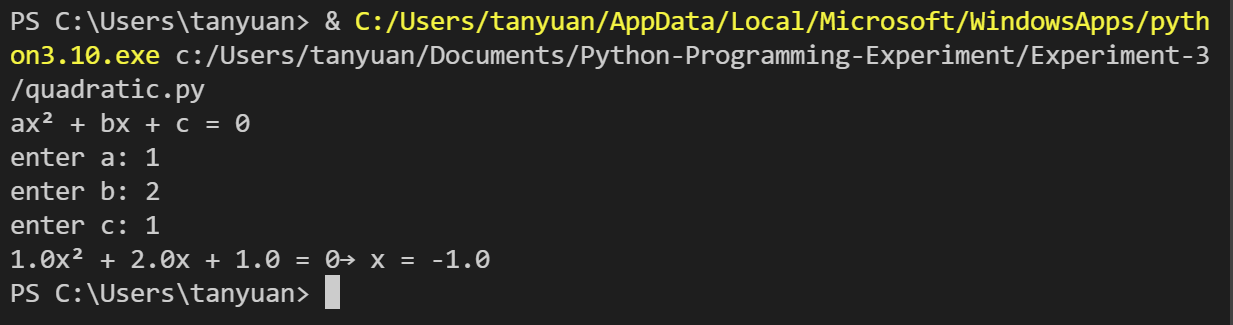 PS C:\Users\tanyuan> & C:/Users/tanyuan/AppData/Local/Microsoft/WindowsApps/pyth
on3.10.exe c:/Users/tanyuan/Documents/Python-Programming-Experiment/Experiment-3
/quadratic.py
ax² + bx + c = 0
enter a: 1
enter b: 2
enter c: 1
1.0x² + 2.0x + 1.0 = 0→ x = -1.0
PS C:\Users\tanyuan>